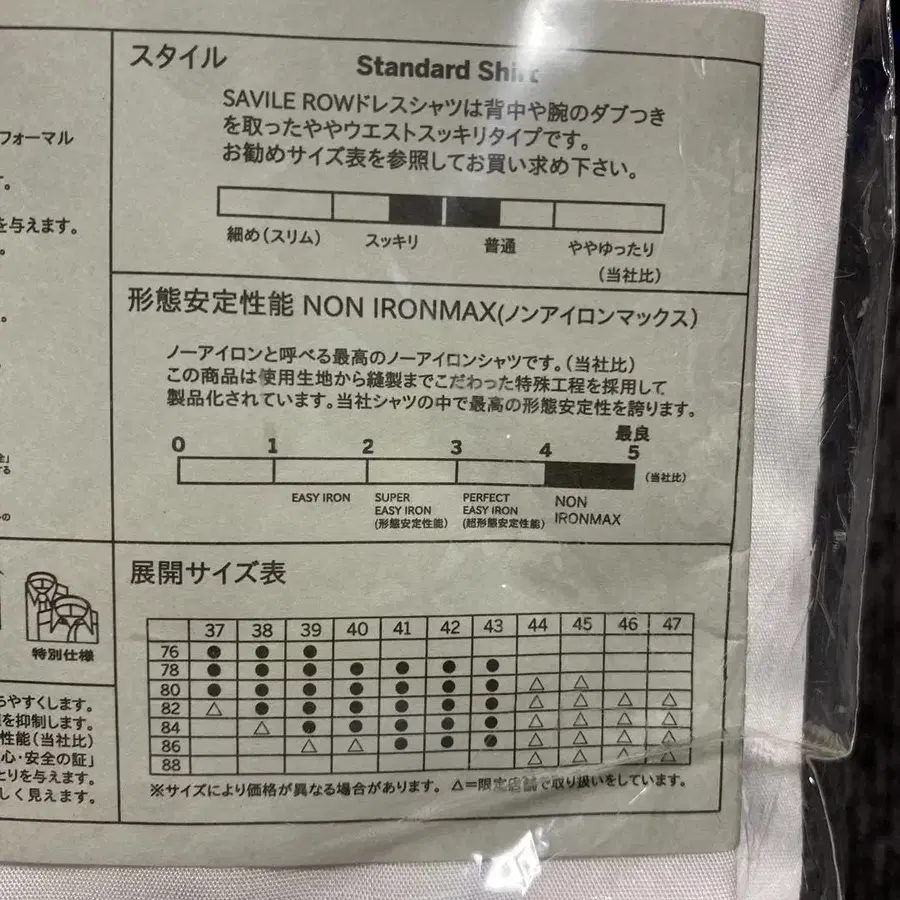 フォーマル
す。
を与えます。
。
。
特別仕様
やすくします。
を抑制します。
性能(当社比)
心・安全の証」
とりを与えます。
しく見えます。
スタイル
Standard Shirt
SAVILE ROWドレスシャツは背中や腕のダブつき
を取ったややウエストスッキリタイプです。
お勧めサイズ表を参照してお買い求め下さい。
細め(スリム) スッキリ 普通 ややゆったり
(当社比)
形態安定性能 NON IRONMAX(ノンアイロンマックス)
ノーアイロンと呼べる最高のノーアイロンシャツです。(当社比)
この商品は使用生地から縫製までこだわった特殊工程を採用して
製品化されています。当社シャツの中で最高の形態安定性を誇ります。
最良
0 1 2 3 4 5
(当社比)
EASY IRON SUPER EASY IRON (形態安定性能) PERFECT EASY IRON (超形態安定性能) NON IRONMAX
展開サイズ表
37 38 39 40 41 42 43 44 45 46 47
76 ● ● ●
78 ● ● ● ● ● ● ●
80 ● ● ● ● ● ● ● △ △
82 △ ● ● ● ● ● ● △ △ △ △
84 △ ● ● ● ● ● △ △ △ △
86 △ △ ● ● ● △ △ △ △
88 △ △ △ △
※サイズにより価格が異なる場合があります。 △=限定店舗で取り扱いをしています。